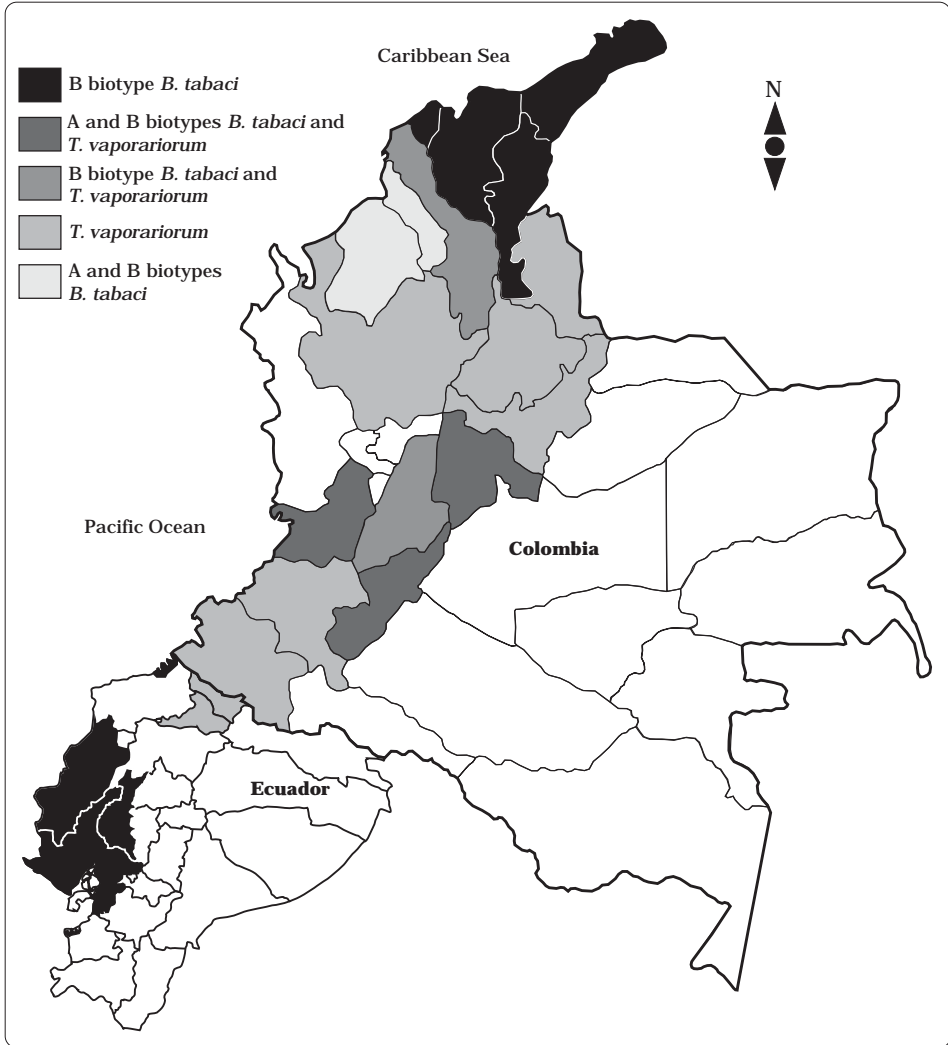 Caribbean Sea
B biotype B. tabaci
A and B biotypes B. tabaci and
T. vaporariorum
B biotype B. tabaci and
T. vaporariorum
T. vaporariorum
A and B biotypes
B. tabaci
N
Pacific Ocean
Colombia
Ecuador